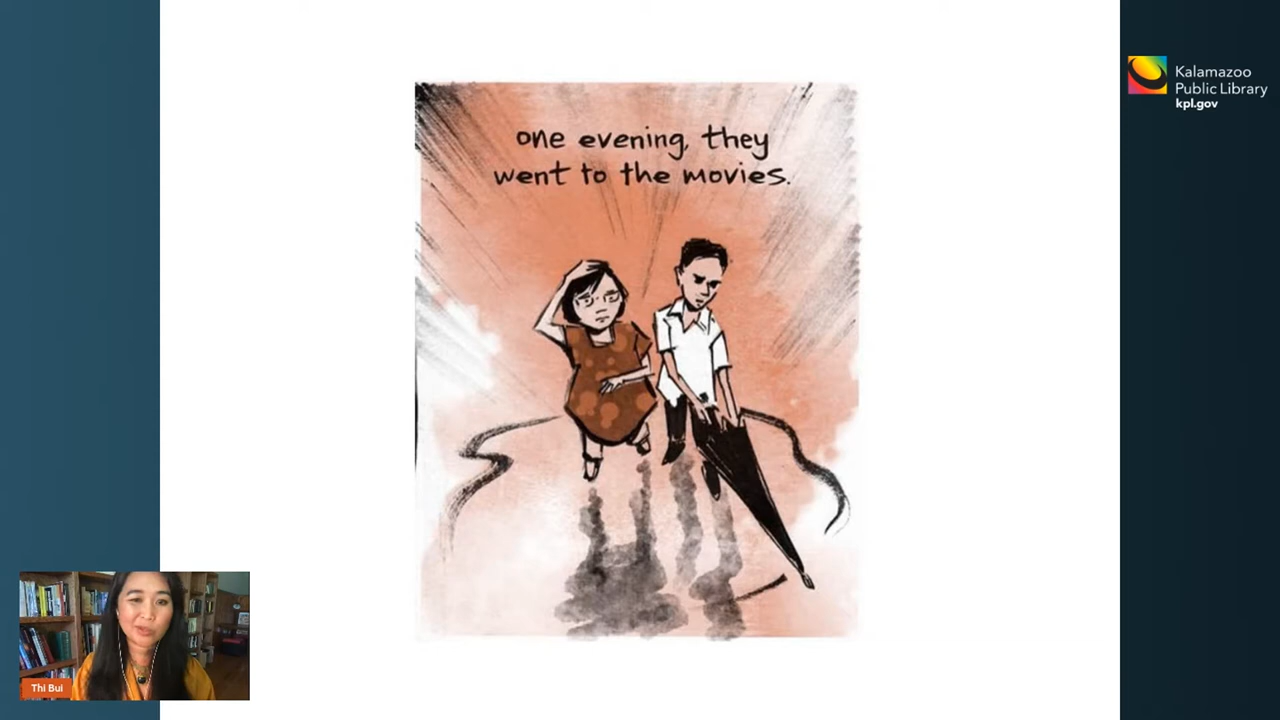 one evening, they
went to the movies.
Kalamazoo
Public Library
kpl.gov
Thi Bui